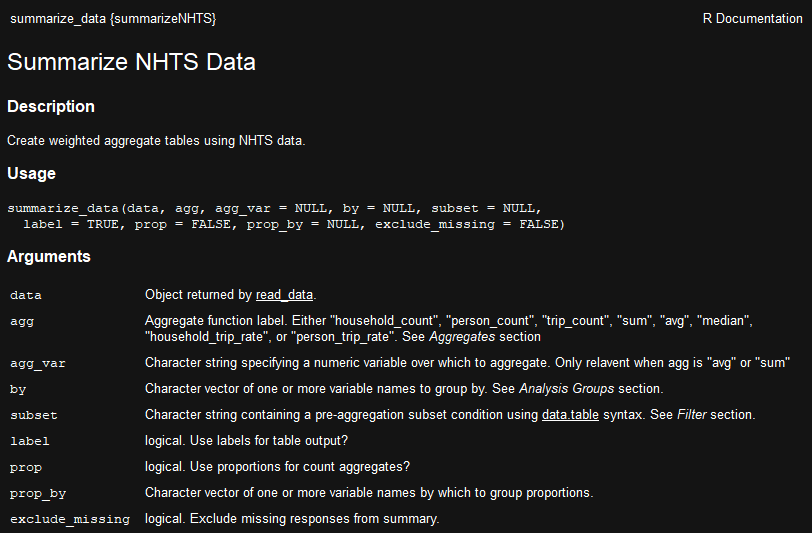 summarize_data {summarizeNHTS} R Documentation
Summarize NHTS Data
Description
Create weighted aggregate tables using NHTS data.
Usage
summarize_data(data, agg, agg_var = NULL, by = NULL, subset = NULL,
label = TRUE, prop = FALSE, prop_by = NULL, exclude_missing = FALSE)
Arguments
data Object returned by read_data.
agg Aggregate function label. Either "household_count", "person_count", "trip_count", "sum", "avg", "median",
"household_trip_rate", or "person_trip_rate". See Aggregates section
agg_var Character string specifying a numeric variable over which to aggregate. Only relavent when agg is "avg" or "sum"
by Character vector of one or more variable names to group by. See Analysis Groups section.
subset Character string containing a pre-aggregation subset condition using data.table syntax. See Filter section.
label logical. Use labels for table output?
prop logical. Use proportions for count aggregates?
prop_by Character vector of one or more variable names by which to group proportions.
exclude_missing logical. Exclude missing responses from summary.